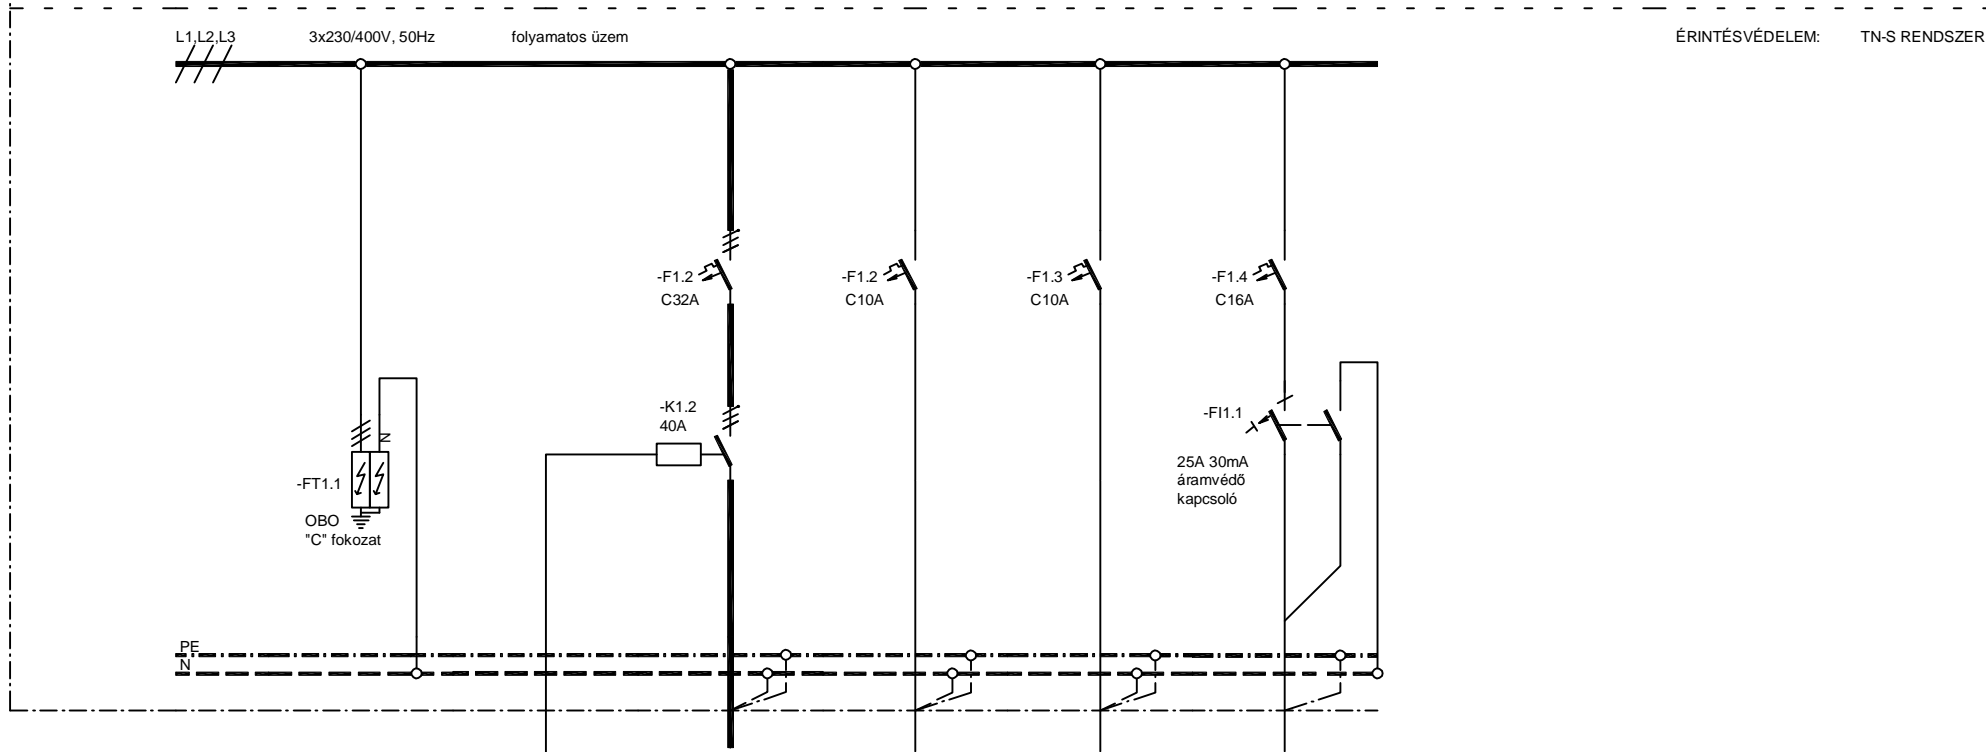 L1,L2,L3
3x230/400V, 50Hz
folyamatos üzem
ÉRINTÉSVÉDELEM:
TN-S RENDSZER
-F1.2
C32A
-F1.2
C10A
-F1.3
C10A
-F1.4
C16A
-K1.2
40A
-FI1.1
25A 30mA
áramvédő
kapcsoló
N
-FT1.1
OBO
"C" fokozat
PE
N